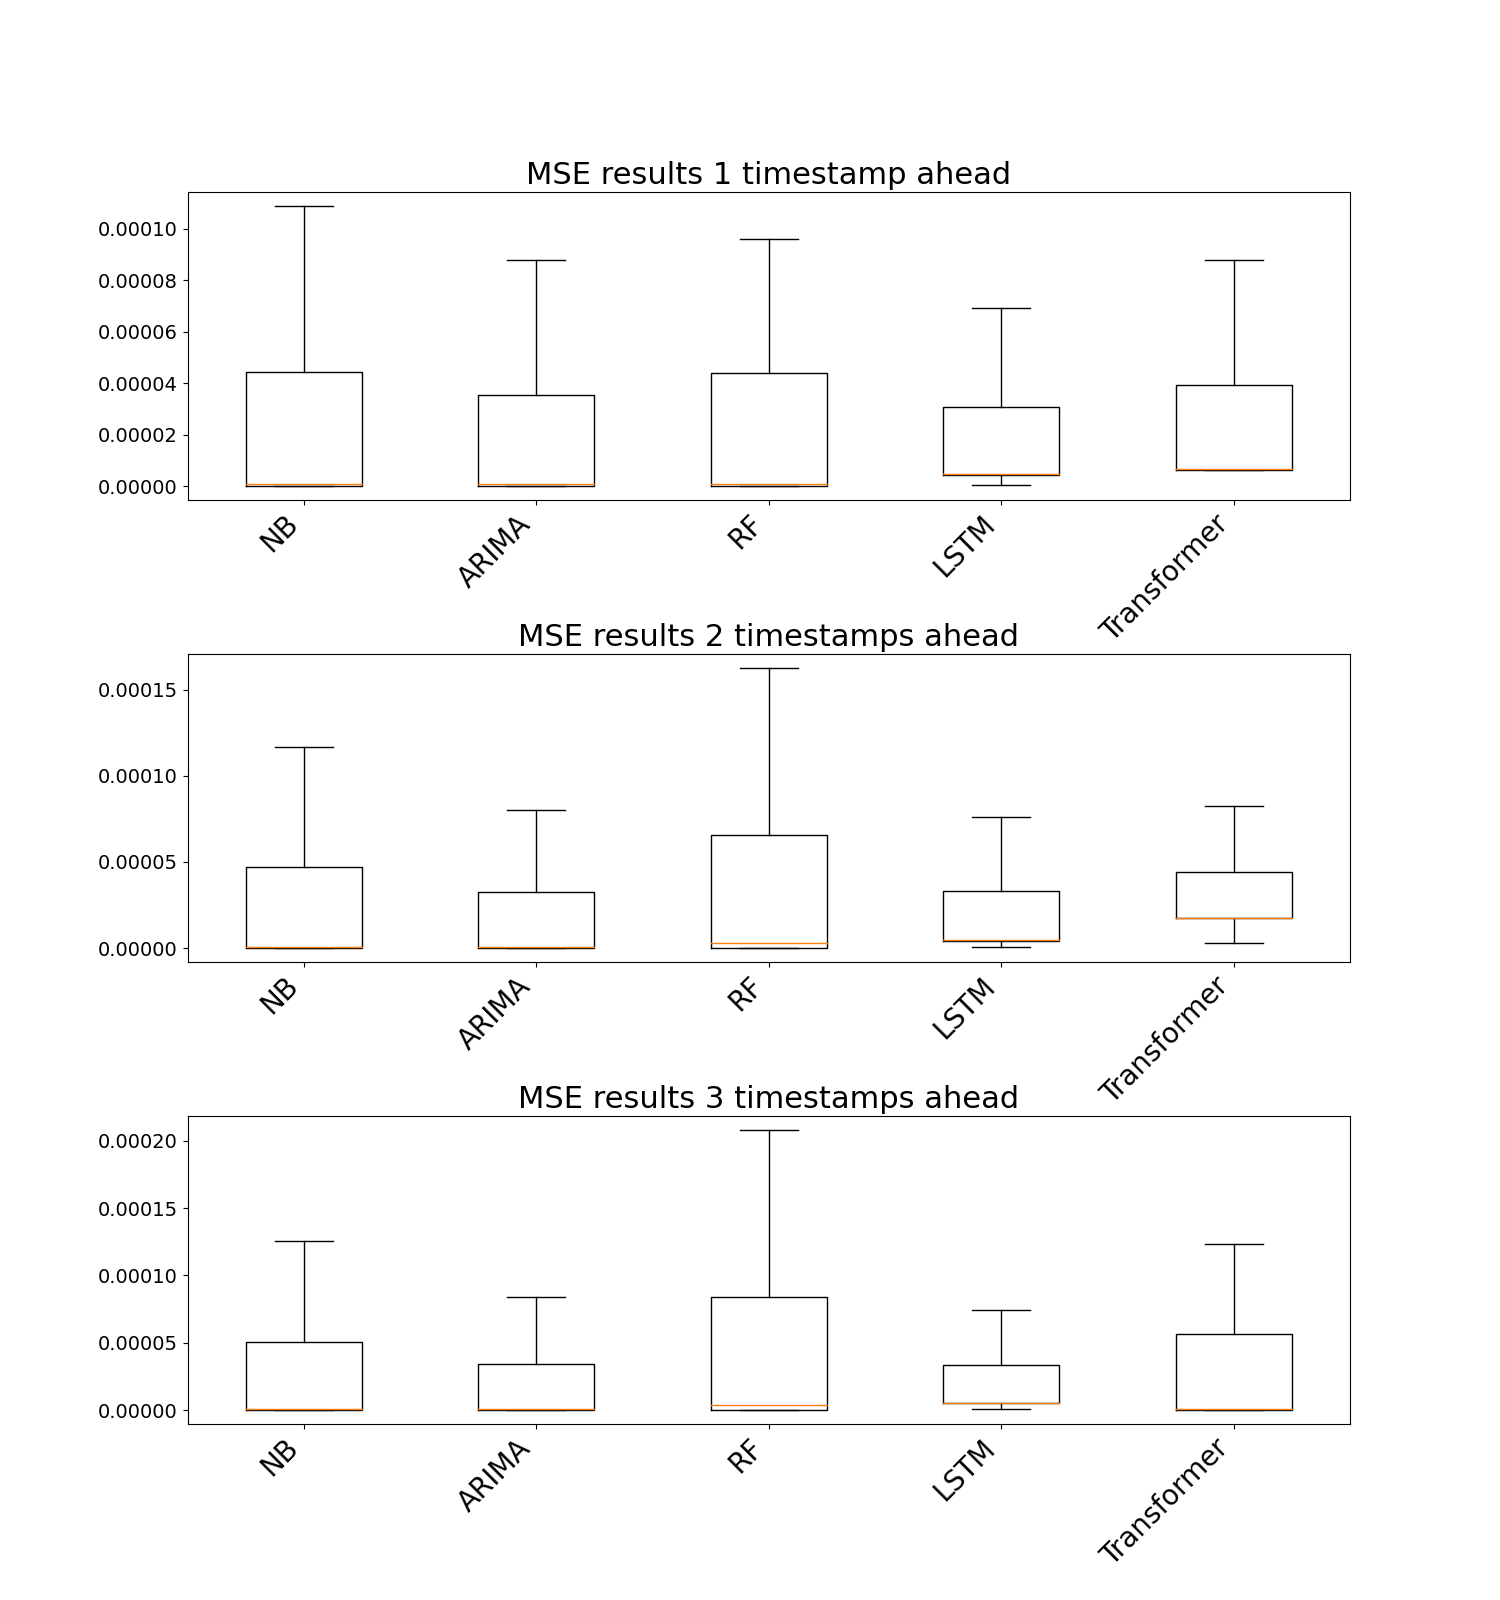 MSE results 1 timestamp ahead
0.00010
0.00008
0.00006
0.00004
0.00002
0.00000
NB
ARIMA
RF
LSTM
Transformer
MSE results 2 timestamps ahead
0.00015
0.00010
0.00005
0.00000
NB
ARIMA
RF
LSTM
Transformer
MSE results 3 timestamps ahead
0.00020
0.00015
0.00010
0.00005
0.00000
NB
ARIMA
RF
LSTM
Transformer